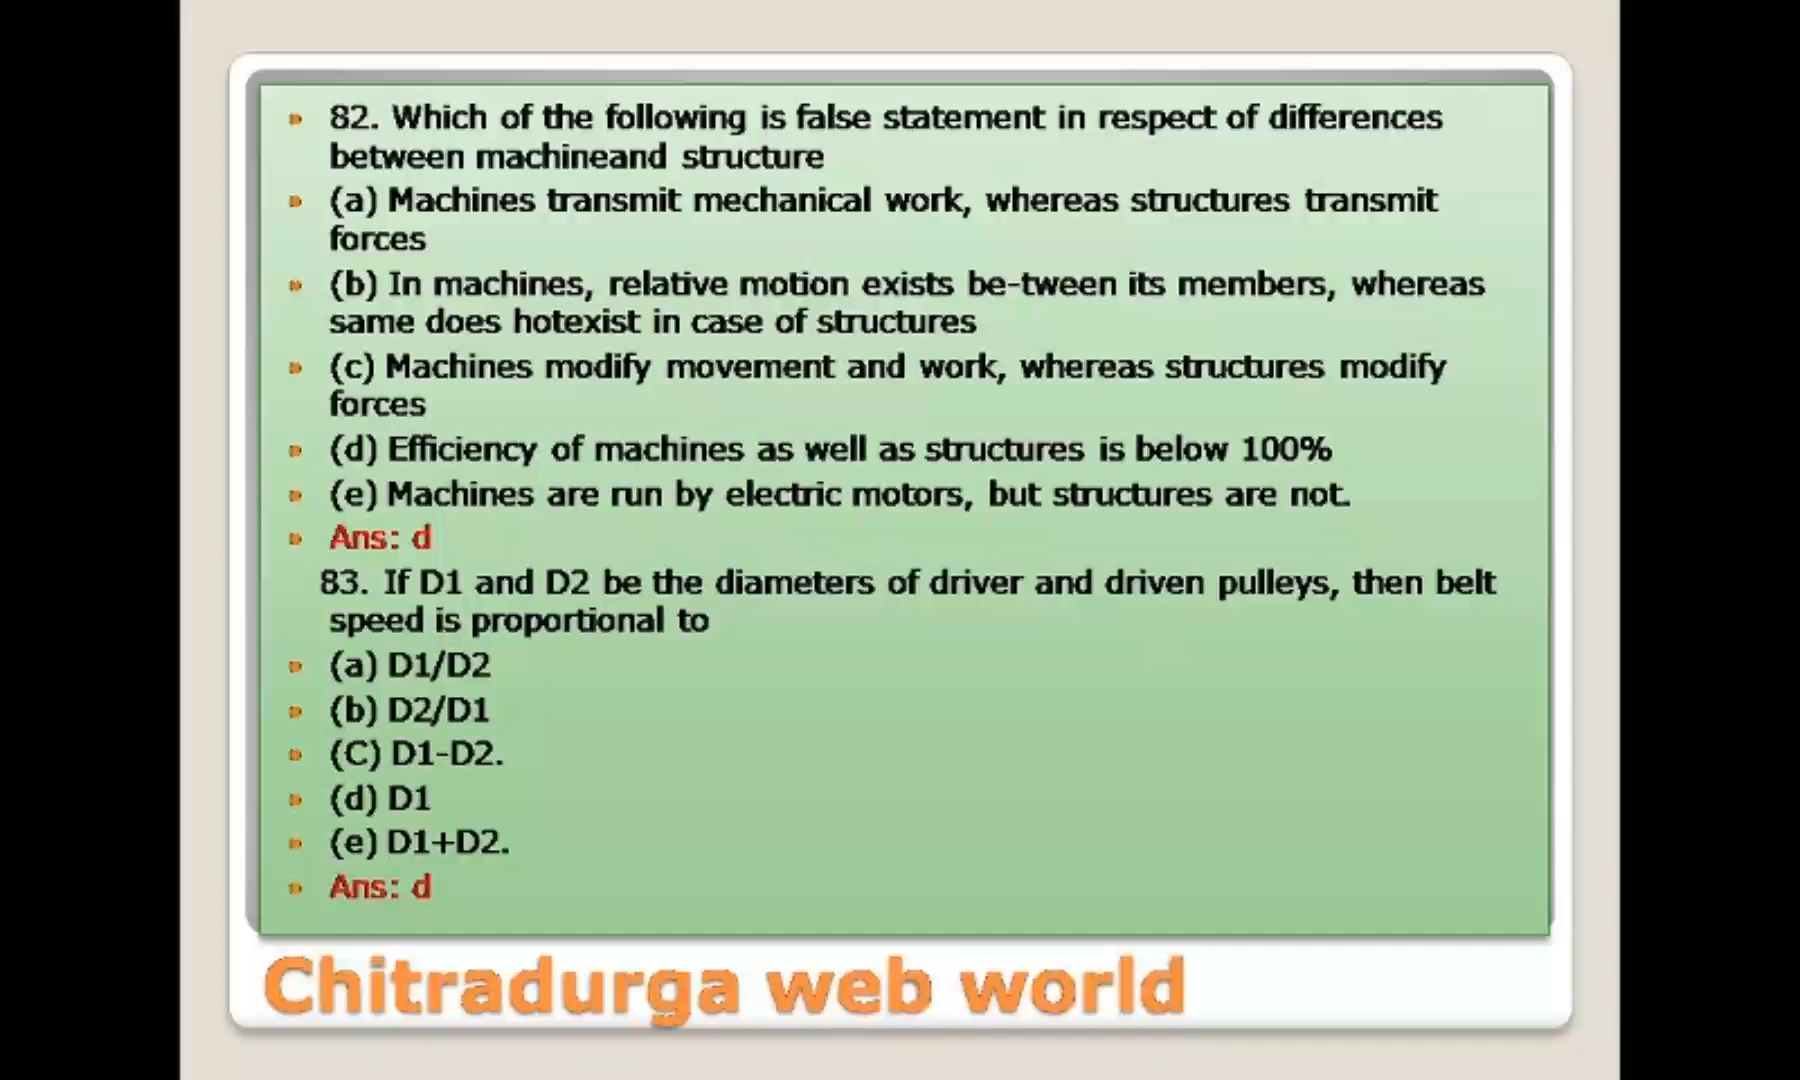 82. Which of the following is false statement in respect of differences
between machineand structure
(a) Machines transmit mechanical work, whereas structures transmit
forces
(b) In machines, relative motion exists be-tween its members, whereas
same does hotexist in case of structures
(c) Machines modify movement and work, whereas structures modify
forces
(d) Efficiency of machines as well as structures is below 100%
(e) Machines are run by electric motors, but structures are not.
Ans: d
83. If D1 and D2 be the diameters of driver and driven pulleys, then belt
speed is proportional to
(a) D1/D2
(b) D2/D1
(C) D1-D2.
(d) D1
(e) D1+D2.
Ans: d
Chitradurga web world